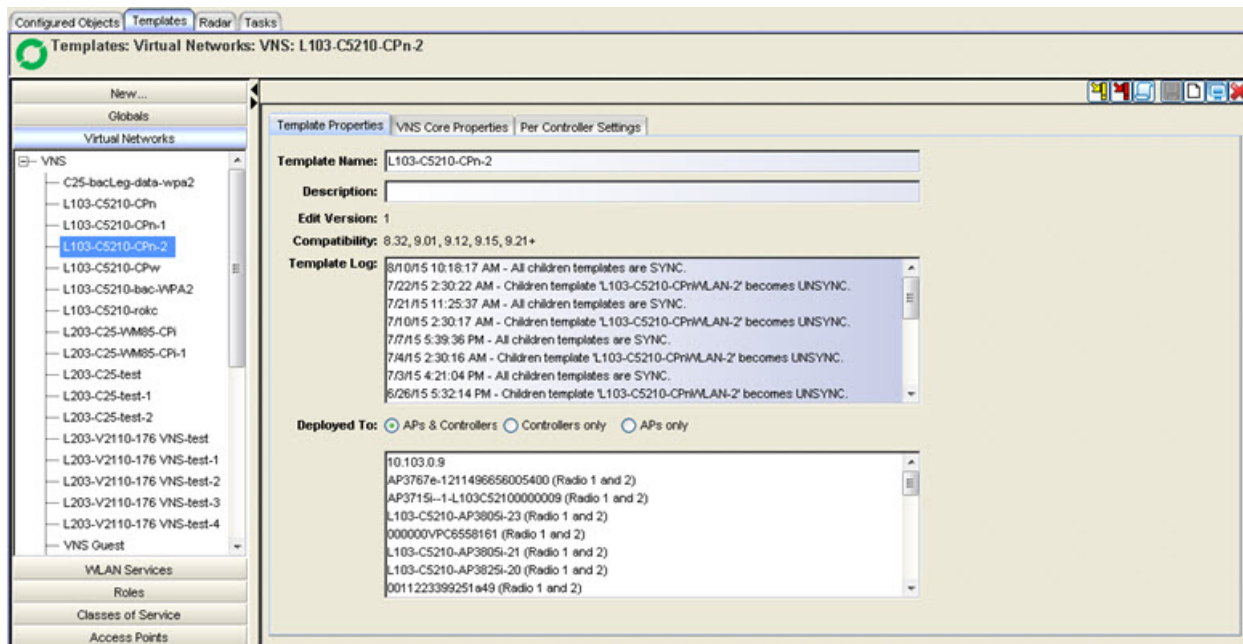 Configured Objects Templates Radar Tasks
Templates: Virtual Networks: VNS: L103-C5210-CPn-2
New...
Globals
Virtual Networks
VNS
C25-bacLeg-data-wpa2
L103-C5210-CPn
L103-C5210-CPn-1
L103-C5210-CPn-2
L103-C5210-CPw
L103-C5210-bac-WPA2
L103-C5210-rokc
L203-C25-WM85-CPi
L203-C25-WM85-CPi-1
L203-C25-test
L203-C25-test-1
L203-C25-test-2
L203-V2110-176 VNS-test
L203-V2110-176 VNS-test-1
L203-V2110-176 VNS-test-2
L203-V2110-176 VNS-test-3
L203-V2110-176 VNS-test-4
VNS Guest
WLAN Services
Roles
Classes of Service
Access Points
Template Properties VNS Core Properties Per Controller Settings
Template Name: L103-C5210-CPn-2
Description:
Edit Version: 1
Compatibility: 8.32, 9.01, 9.12, 9.15, 9.21+
Template Log:
8/10/15 10:18:17 AM - All children templates are SYNC.
7/22/15 2:30:22 AM - Children template 'L103-C5210-CPnWLAN-2' becomes UNSYNC.
7/21/15 11:25:37 AM - All children templates are SYNC.
7/10/15 2:30:17 AM - Children template 'L103-C5210-CPnWLAN-2' becomes UNSYNC.
7/7/15 5:39:36 PM - All children templates are SYNC.
7/4/15 2:30:16 AM - Children template 'L103-C5210-CPnWLAN-2' becomes UNSYNC.
7/3/15 4:21:04 PM - All children templates are SYNC.
6/26/15 5:32:14 PM - Children template 'L103-C5210-CPnWLAN-2' becomes UNSYNC.
Deployed To: APs & Controllers Controllers only APs only
10.103.0.9
AP3767e-1211496656005400 (Radio 1 and 2)
AP3715i--1-L103C52100000009 (Radio 1 and 2)
L103-C5210-AP3805i-23 (Radio 1 and 2)
000000VPC6558161 (Radio 1 and 2)
L103-C5210-AP3805i-21 (Radio 1 and 2)
L103-C5210-AP3825i-20 (Radio 1 and 2)
0011223399251a49 (Radio 1 and 2)